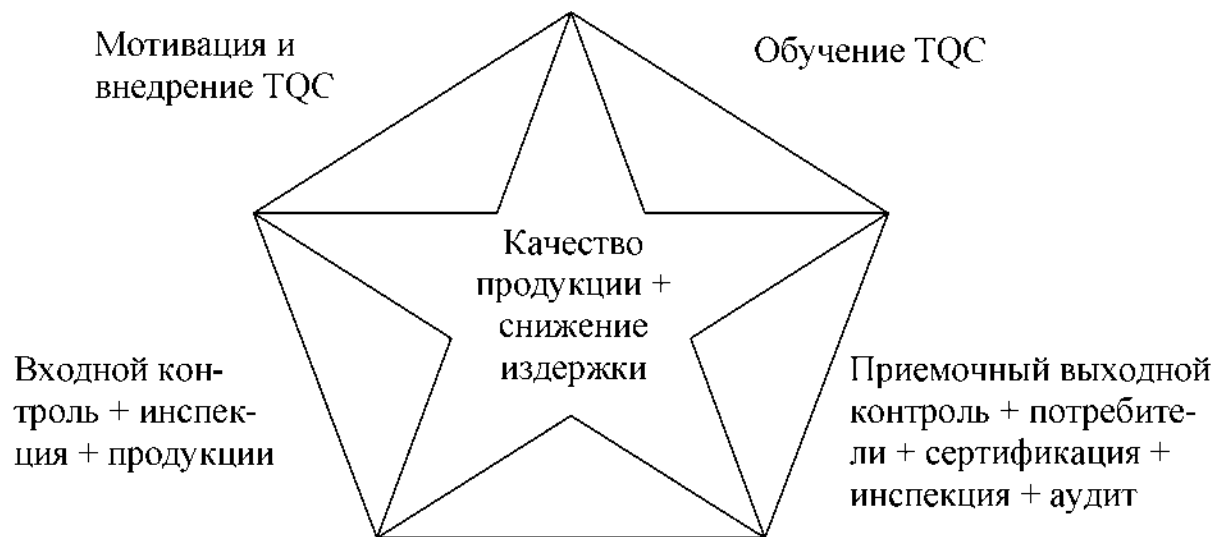 Мотивация и
внедрение TQC
Обучение TQC
Качество
продукции +
снижение
издержки
Входной кон-
троль + инспек-
ция + продукции
Приемочный выходной
контроль + потребите-
ли + сертификация +
инспекция + аудит